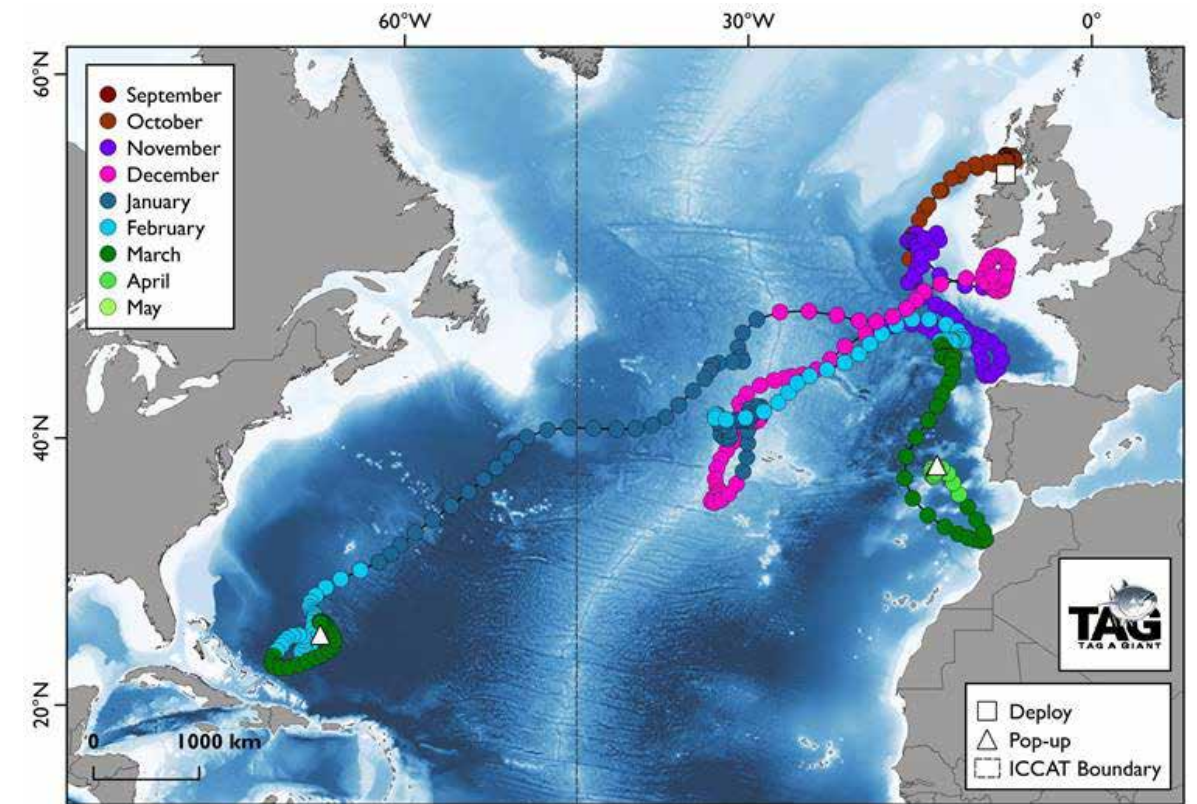 60°W 30°W 0°
60°N
40°N
20°N
September
October
November
December
January
February
March
April
May
0 1000 km
TAG
TAG A GIANT
Deploy
Pop-up
ICCAT Boundary